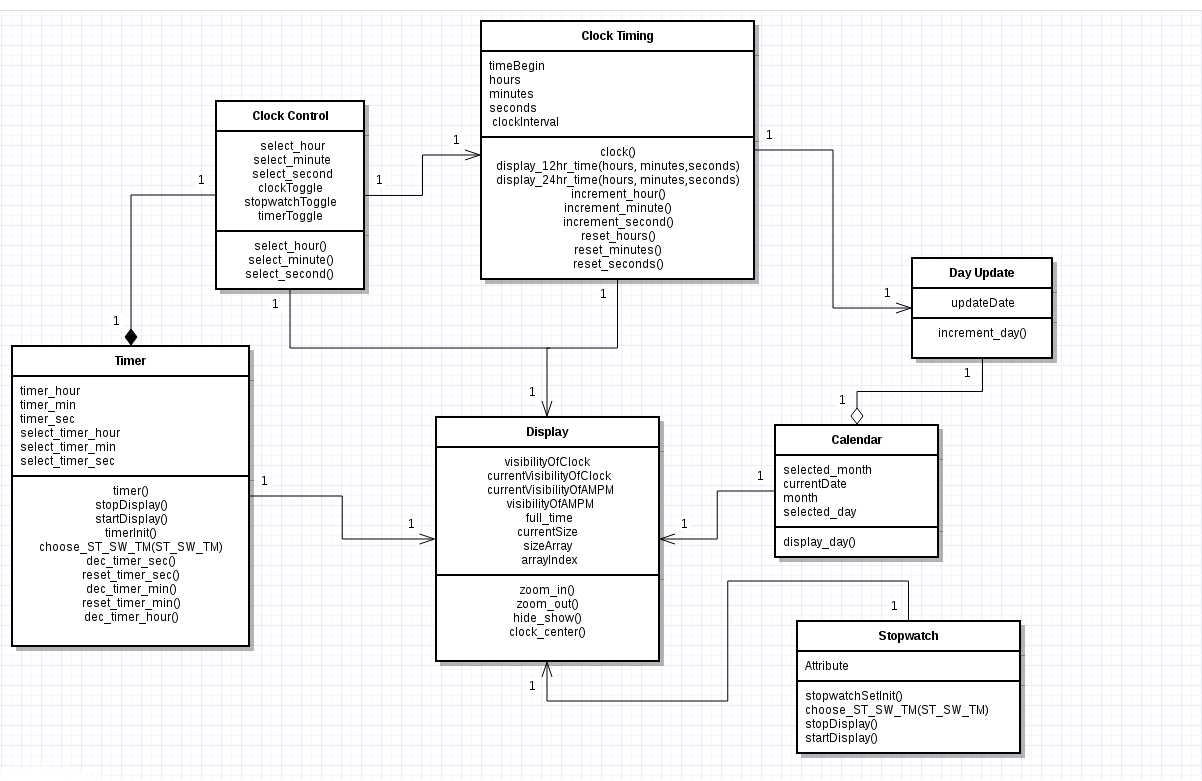 Clock Timing
timeBegin
hours
minutes
seconds
clockInterval
clock()
display_12hr_time(hours, minutes,seconds)
display_24hr_time(hours, minutes,seconds)
increment_hour()
increment_minute()
increment_second()
reset_hours()
reset_minutes()
reset_seconds()
Clock Control
select_hour
select_minute
select_second
clockToggle
stopwatchToggle
timerToggle
select_hour()
select_minute()
select_second()
1
1
1
1
1
1
1
1
1
Day Update
updateDate
increment_day()
Timer
timer_hour
timer_min
timer_sec
select_timer_hour
select_timer_min
select_timer_sec
timer()
stopDisplay()
startDisplay()
timerInit()
choose_ST_SW_TM(ST_SW_TM)
dec_timer_sec()
reset_timer_sec()
dec_timer_min()
reset_timer_min()
dec_timer_hour()
1
1
1
1
1
Display
visibilityOfClock
currentVisibilityOfClock
currentVisibilityOfAMPM
visibilityOfAMPM
full_time
currentSize
sizeArray
arrayIndex
zoom_in()
zoom_out()
hide_show()
clock_center()
1
Calendar
selected_month
currentDate
month
selected_day
display_day()
1
1
Stopwatch
Attribute
stopwatchSetInit()
choose_ST_SW_TM(ST_SW_TM)
stopDisplay()
startDisplay()